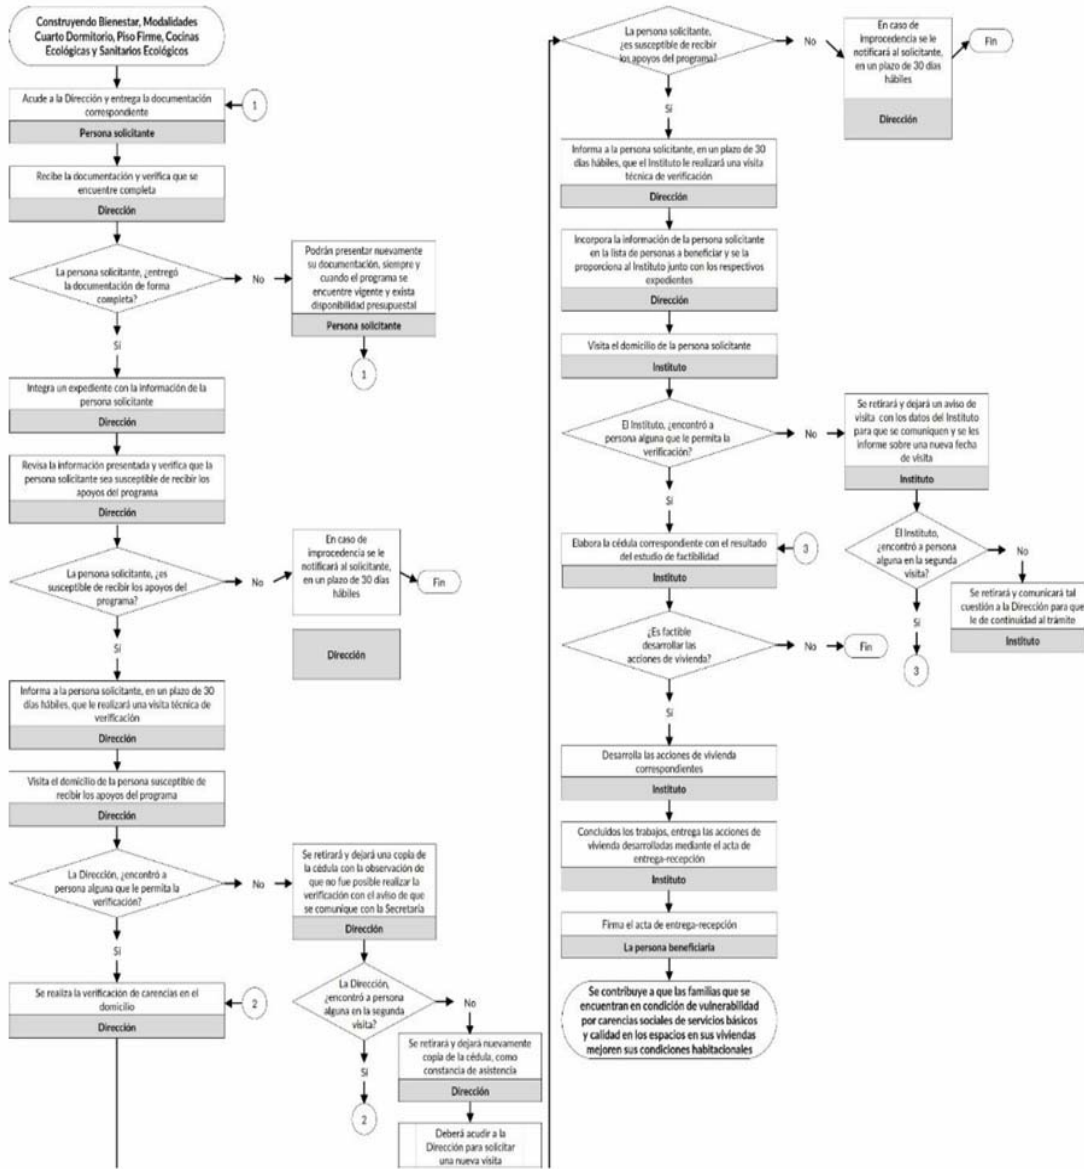 Construyendo Bienestar, Modalidades
Cuarto Dormitorio, Piso Firme, Cocinas
Ecológicas y Sanitarios Ecológicos
Acude a la Dirección y entrega la documentación
correspondiente
Persona solicitante
1
Recibe la documentación y verifica que se
encuentre completa
Dirección
La persona solicitante, ¿entregó
la documentación de forma
completa?
No
Podrán presentar nuevamente
su documentación, siempre y
cuando el programa se
encuentre vigente y exista
disponibilidad presupuestal
Persona solicitante
1
Sí
Integra un expediente con la información de la
persona solicitante
Dirección
Revisa la información presentada y verifica que la
persona solicitante sea susceptible de recibir los
apoyos del programa
Dirección
La persona solicitante, ¿es
susceptible de recibir los apoyos del
programa?
No
En caso de
improcedencia se le
notificará al solicitante,
en un plazo de 30 días
hábiles
Dirección
Fin
Sí
Informa a la persona solicitante, en un plazo de 30
días hábiles, que le realizará una visita técnica de
verificación
Dirección
Visita el domicilio de la persona susceptible de
recibir los apoyos del programa
Dirección
La Dirección, ¿encontró a
persona alguna que le permita la
verificación?
No
Se retirará y dejará una copia de
la cédula con la observación de
que no fue posible realizar la
verificación con el aviso de que
se comunique con la Secretaría
Dirección
Sí
Se realiza la verificación de carencias en el
domicilio
Dirección
2
La Dirección,
¿encontró a persona
alguna en la segunda
visita?
No
Se retirará y dejará nuevamente
copia de la cédula, como
constancia de asistencia
Dirección
Deberá acudir a la
Dirección para solicitar
una nueva visita
Sí
2
La persona solicitante,
¿es susceptible de recibir
los apoyos del programa?
No
En caso de
improcedencia se le
notificará al solicitante,
en un plazo de 30 días
hábiles
Dirección
Fin
Sí
Informa a la persona solicitante, en un plazo de 30
días hábiles, que el Instituto le realizará una visita
técnica de verificación
Dirección
Incorpora la información de la persona solicitante
en la lista de personas a beneficiar y se la
proporciona al Instituto junto con los respectivos
expedientes
Dirección
Visita el domicilio de la persona solicitante
Instituto
El Instituto, ¿encontró a
persona alguna que le permita la
verificación?
No
Se retirará y dejará un aviso de
visita con los datos del Instituto
para que se comuniquen y se les
informe sobre una nueva fecha
de visita
Instituto
Sí
Elabora la cédula correspondiente con el resultado
del estudio de factibilidad
Instituto
3
El Instituto,
¿encontró a persona
alguna en la segunda
visita?
No
Se retirará y comunicará tal
cuestión a la Dirección para que
le de continuidad al trámite
Instituto
Sí
3
¿Es factible
desarrollar las
acciones de vivienda?
No
Fin
Sí
Desarrolla las acciones de vivienda
correspondientes
Instituto
Concluidos los trabajos, entrega las acciones de
vivienda desarrolladas mediante el acta de
entrega-recepción
Instituto
Firma el acta de entrega-recepción
La persona beneficiaria
Se contribuye a que las familias que se
encuentran en condición de vulnerabilidad
por carencias sociales de servicios básicos
y calidad en los espacios en sus viviendas
mejoren sus condiciones habitacionales